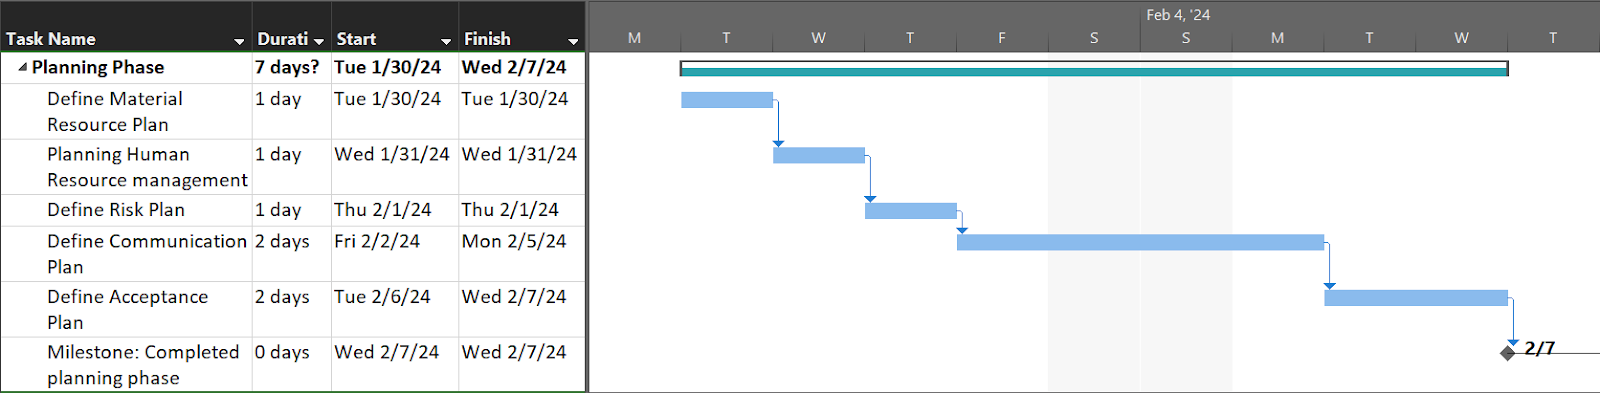 Feb 4, '24
Task Name Durati Start Finish M T W T F S S M T W T
Planning Phase 7 days? Tue 1/30/24 Wed 2/7/24
Define Material 1 day Tue 1/30/24 Tue 1/30/24
Resource Plan
Planning Human 1 day Wed 1/31/24 Wed 1/31/24
Resource management
Define Risk Plan 1 day Thu 2/1/24 Thu 2/1/24
Define Communication 2 days Fri 2/2/24 Mon 2/5/24
Plan
Define Acceptance 2 days Tue 2/6/24 Wed 2/7/24
Plan
Milestone: Completed 0 days Wed 2/7/24 Wed 2/7/24 2/7
planning phase